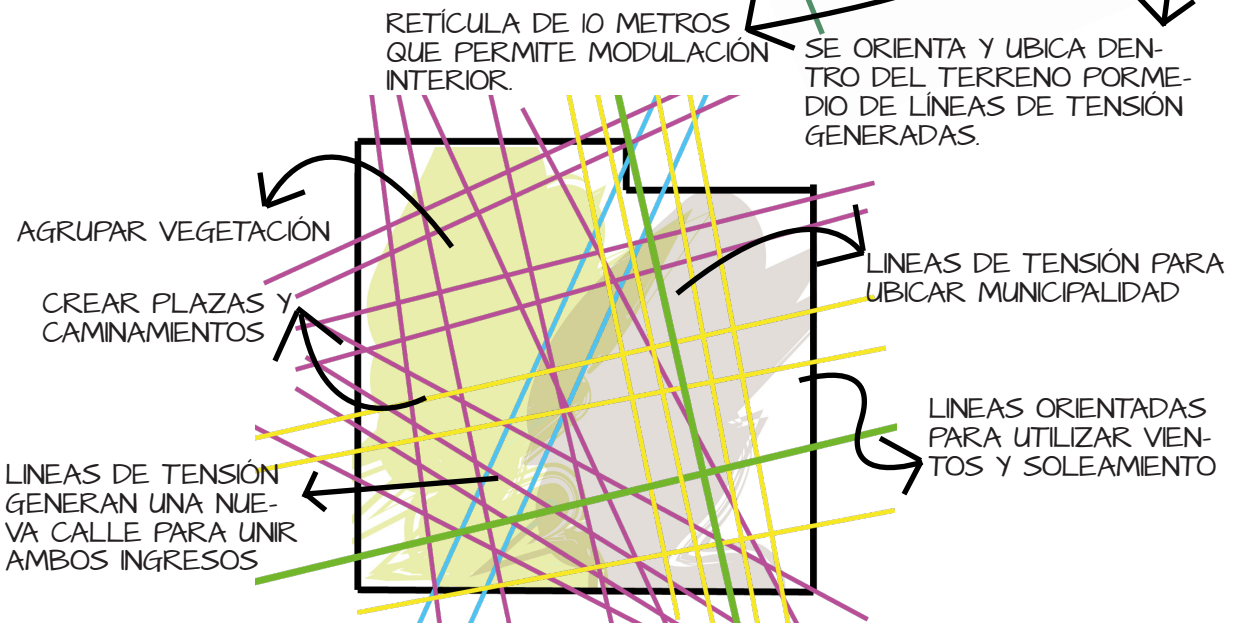 RETÍCULA DE 10 METROS
QUE PERMITE MODULACIÓN
INTERIOR.
SE ORIENTA Y UBICA DEN-
TRO DEL TERRENO PORME-
DIO DE LÍNEAS DE TENSIÓN
GENERADAS.
AGRUPAR VEGETACIÓN
CREAR PLAZAS Y
CAMINAMIENTOS
LINEAS DE TENSIÓN
GENERAN UNA NUE-
VA CALLE PARA UNIR
AMBOS INGRESOS
LINEAS DE TENSIÓN PARA
UBICAR MUNICIPALIDAD
LINEAS ORIENTADAS
PARA UTILIZAR VIEN-
TOS Y SOLEAMIENTO